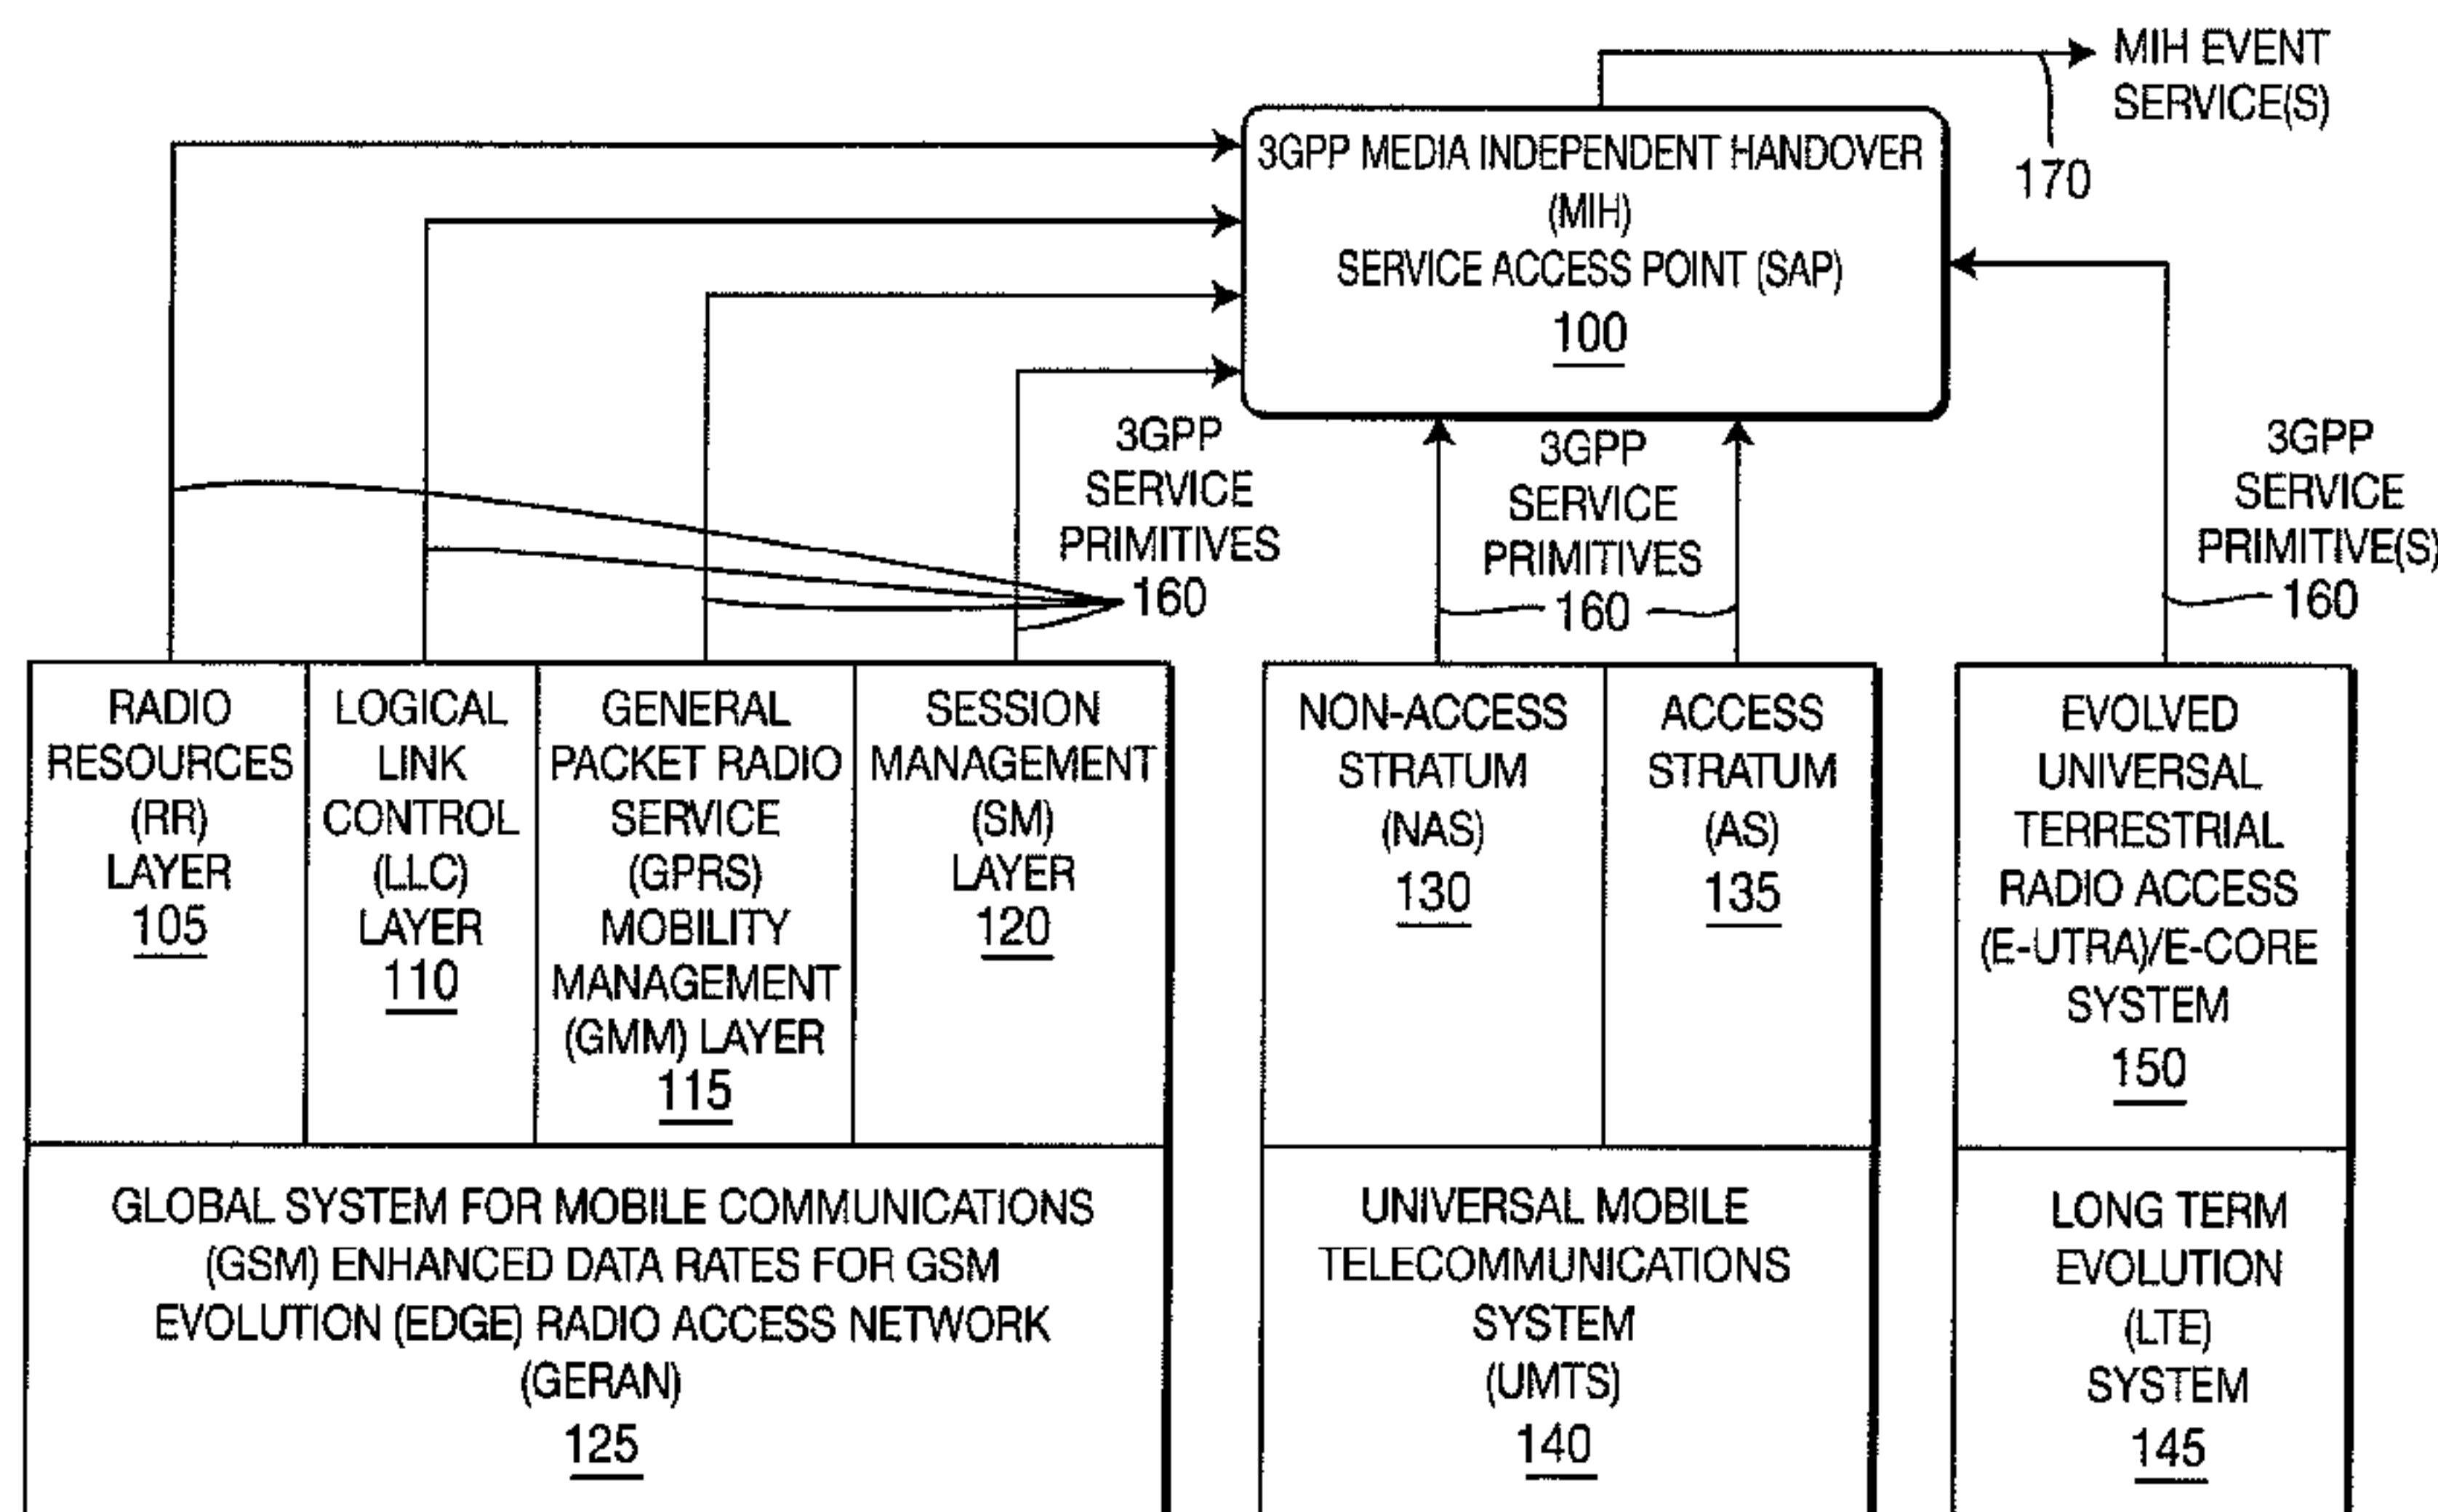 MIH EVENT
SERVICE(S)
170
3GPP MEDIA INDEPENDENT HANDOVER
(MIH)
SERVICE ACCESS POINT (SAP)
100
3GPP
SERVICE
PRIMITIVES
160
3GPP
SERVICE
PRIMITIVES
160
3GPP
SERVICE
PRIMITIVE(S)
160
RADIO
RESOURCES
(RR)
LAYER
105
LOGICAL
LINK
CONTROL
(LLC)
LAYER
110
GENERAL
PACKET RADIO
SERVICE
(GPRS)
MOBILITY
MANAGEMENT
(GMM) LAYER
115
SESSION
MANAGEMENT
(SM)
LAYER
120
NON-ACCESS
STRATUM
(NAS)
130
ACCESS
STRATUM
(AS)
135
EVOLVED
UNIVERSAL
TERRESTRIAL
RADIO ACCESS
(E-UTRA)/E-CORE
SYSTEM
150
GLOBAL SYSTEM FOR MOBILE COMMUNICATIONS
(GSM) ENHANCED DATA RATES FOR GSM
EVOLUTION (EDGE) RADIO ACCESS NETWORK
(GERAN)
125
UNIVERSAL MOBILE
TELECOMMUNICATIONS
SYSTEM
(UMTS)
140
LONG TERM
EVOLUTION
(LTE)
SYSTEM
145